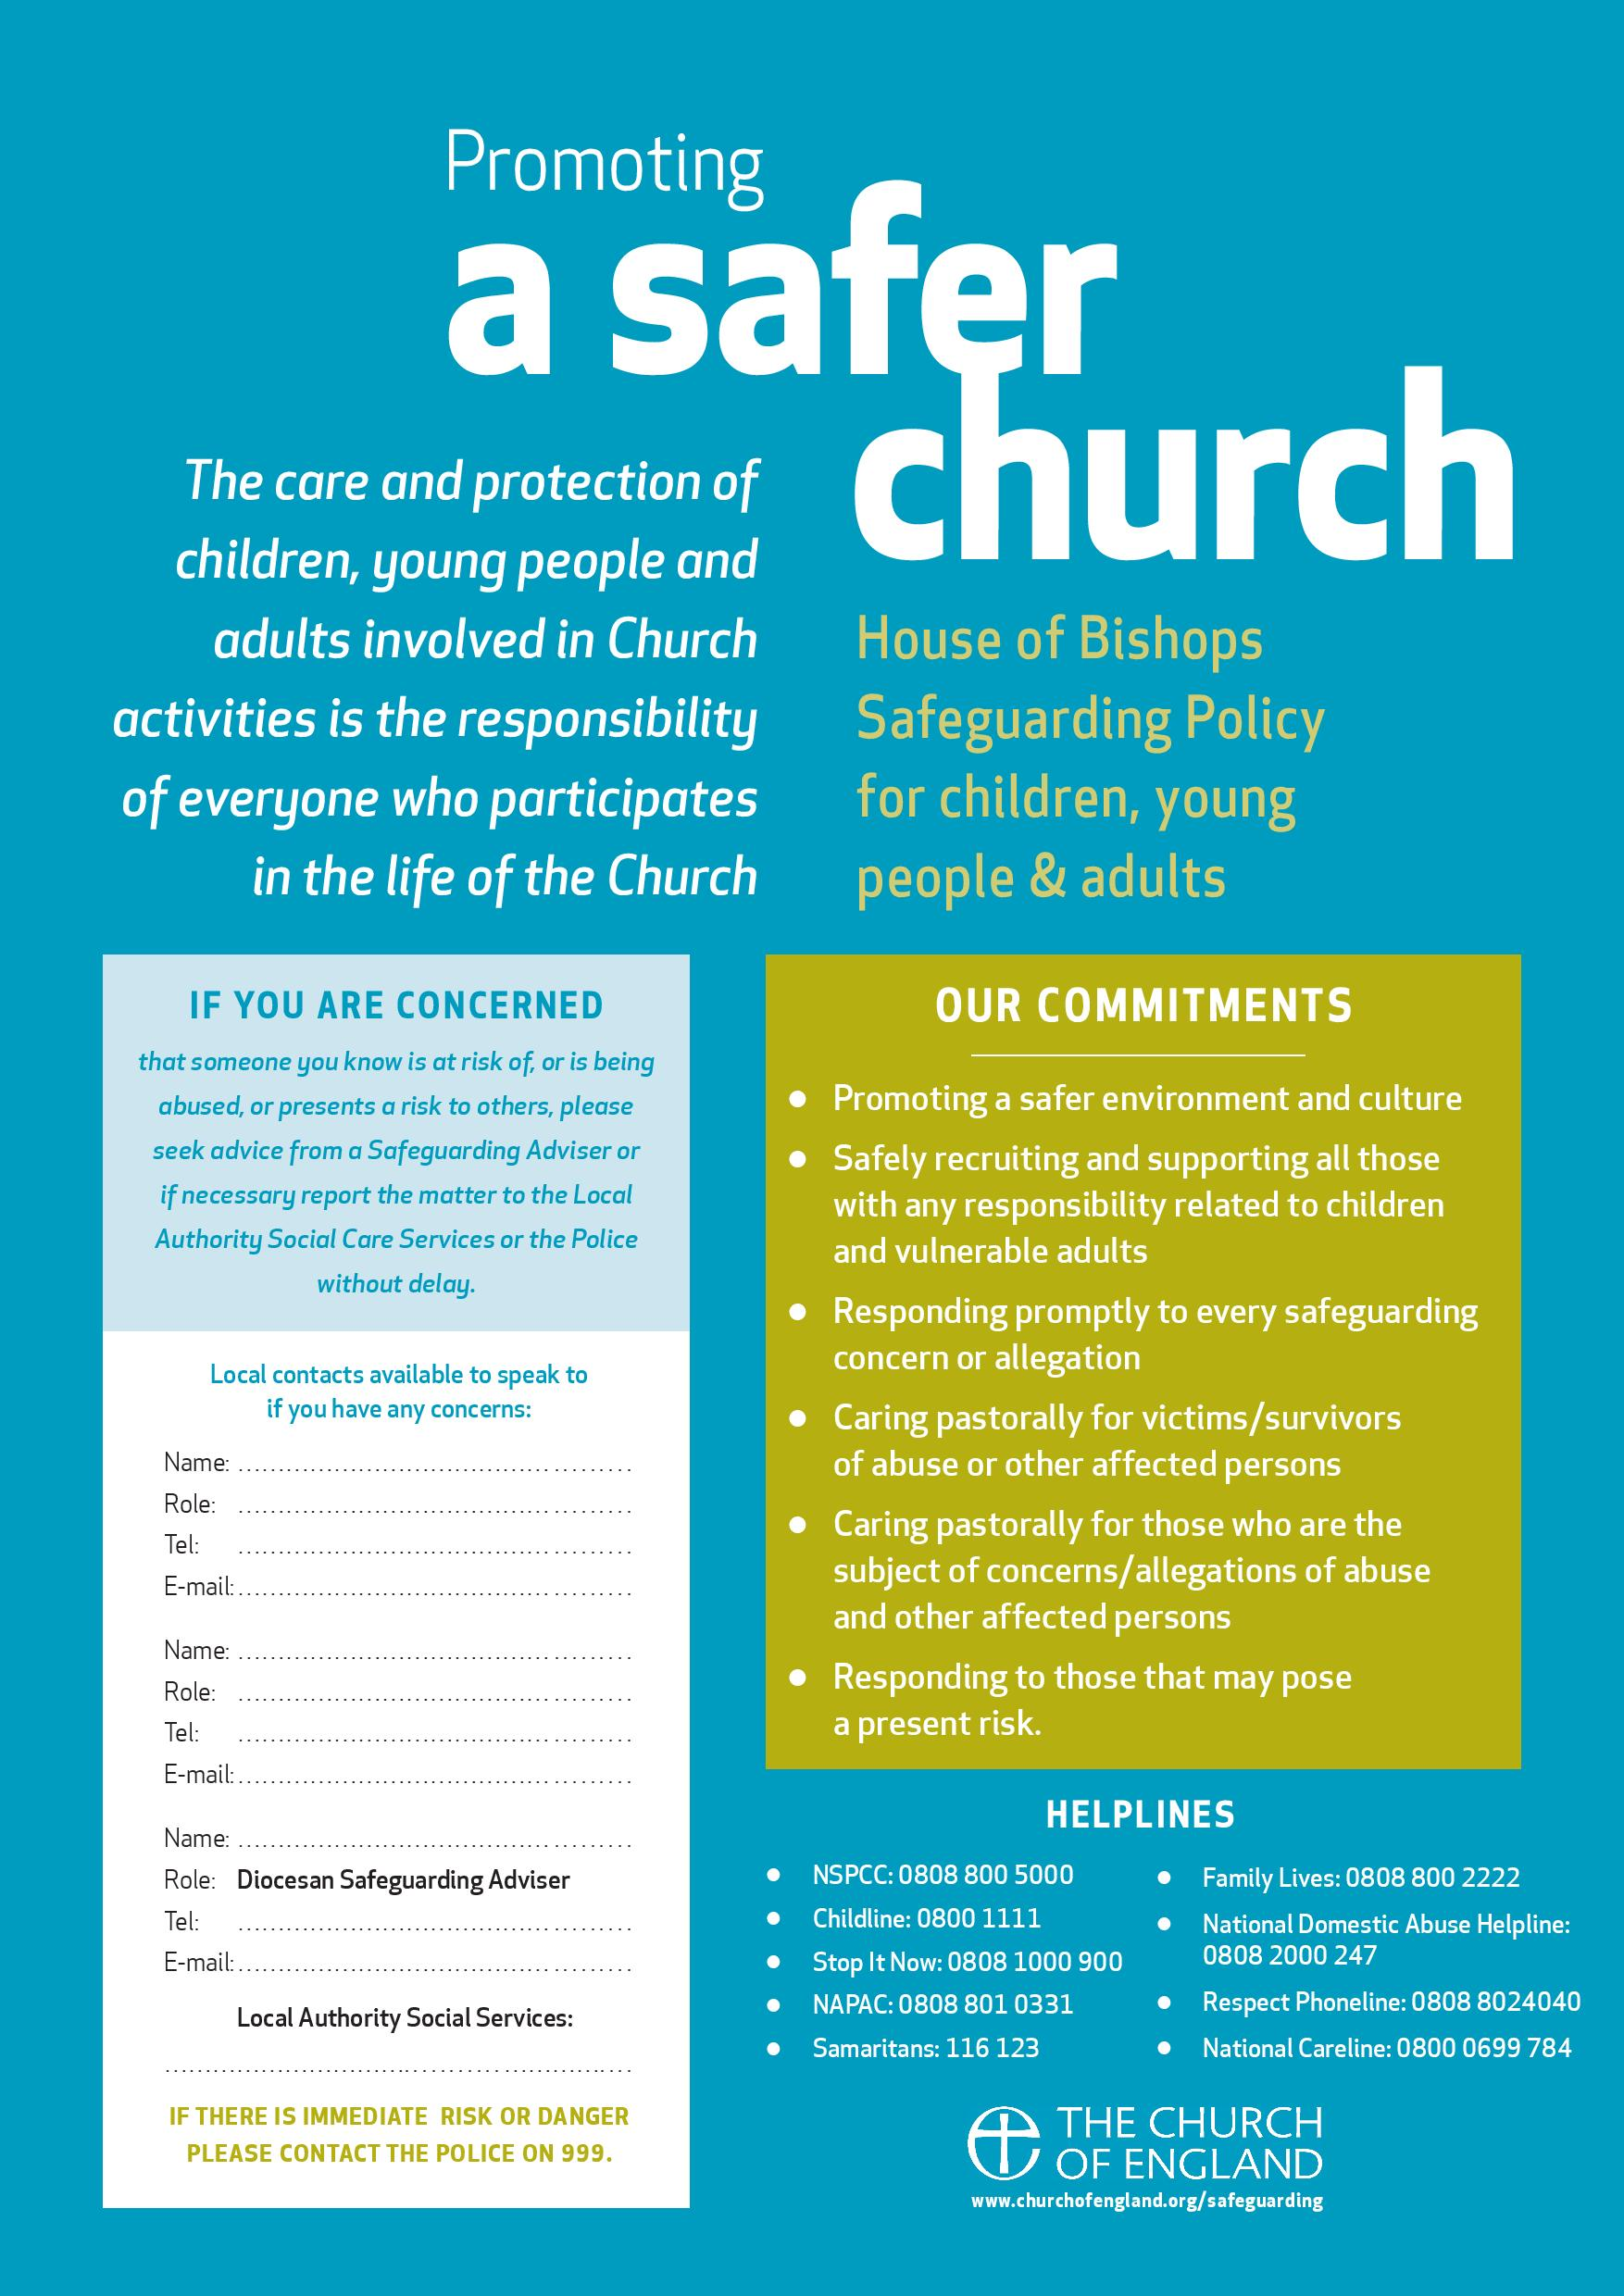 Promoting
a safer
church
The care and protection of
children, young people and
adults involved in Church
activities is the responsibility
of everyone who participates
in the life of the Church
House of Bishops
Safeguarding Policy
for children, young
people & adults
IF YOU ARE CONCERNED
that someone you know is at risk of, or is being
abused, or presents a risk to others, please
seek advice from a Safeguarding Adviser or
if necessary report the matter to the Local
Authority Social Care Services or the Police
without delay.
Local contacts available to speak to
if you have any concerns:
Name: ................................................
Role: ................................................
Tel: ................................................
E-mail: ................................................
Name: ................................................
Role: ................................................
Tel: ................................................
E-mail: ................................................
Name: ................................................
Role: Diocesan Safeguarding Adviser
Tel: ................................................
E-mail: ................................................
Local Authority Social Services:
.........................................................
IF THERE IS IMMEDIATE RISK OR DANGER
PLEASE CONTACT THE POLICE ON 999.
OUR COMMITMENTS
● Promoting a safer environment and culture
● Safely recruiting and supporting all those
with any responsibility related to children
and vulnerable adults
● Responding promptly to every safeguarding
concern or allegation
● Caring pastorally for victims/survivors
of abuse or other affected persons
● Caring pastorally for those who are the
subject of concerns/allegations of abuse
and other affected persons
● Responding to those that may pose
a present risk.
HELPLINES
● NSPCC: 0808 800 5000
● Childline: 0800 1111
● Stop It Now: 0808 1000 900
● NAPAC: 0808 801 0331
● Samaritans: 116 123
● Family Lives: 0808 800 2222
● National Domestic Abuse Helpline:
0808 2000 247
● Respect Phoneline: 0808 8024040
● National Careline: 0800 0699 784
THE CHURCH
OF ENGLAND
www.churchofengland.org/safeguarding